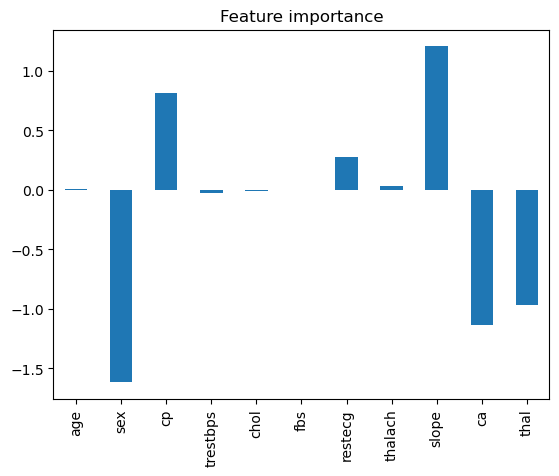 Feature importance
1.0
0.5
0.0
−0.5
−1.0
−1.5
age
sex
cp
trestbps
chol
fbs
restecg
thalach
slope
ca
thal